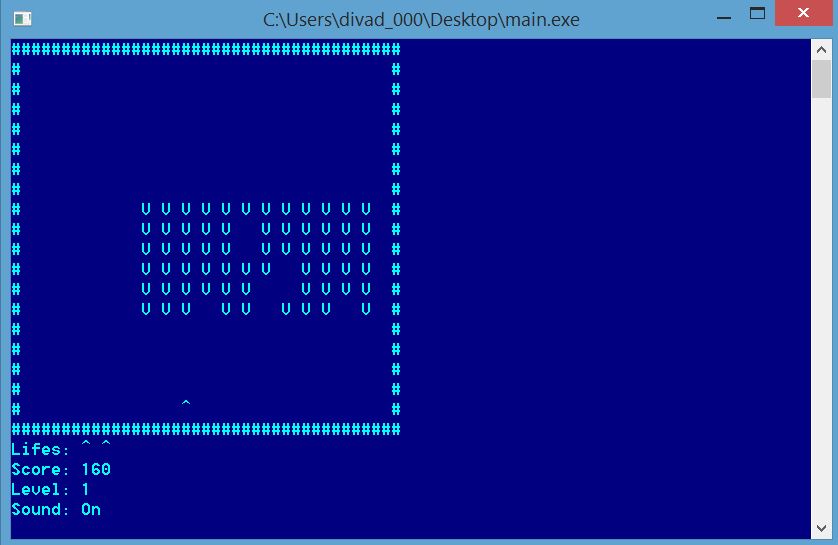 C:\Users\divad_000\Desktop\main.exe
#######################################
#                                     #
#                                     #
#                                     #
#                                     #
#                                     #
#                                     #
#                                     #
#            V V V V V V V V V V V V  #
#            V V V V V   V V V V V V  #
#            V V V V V   V V V V V V  #
#            V V V V V V V   V V V V  #
#            V V V V V V     V V V V  #
#            V V V   V V   V V V   V  #
#                                     #
#                                     #
#                                     #
#                                     #
#                ^                    #
#######################################
Lifes: ^ ^
Score: 160
Level: 1
Sound: On